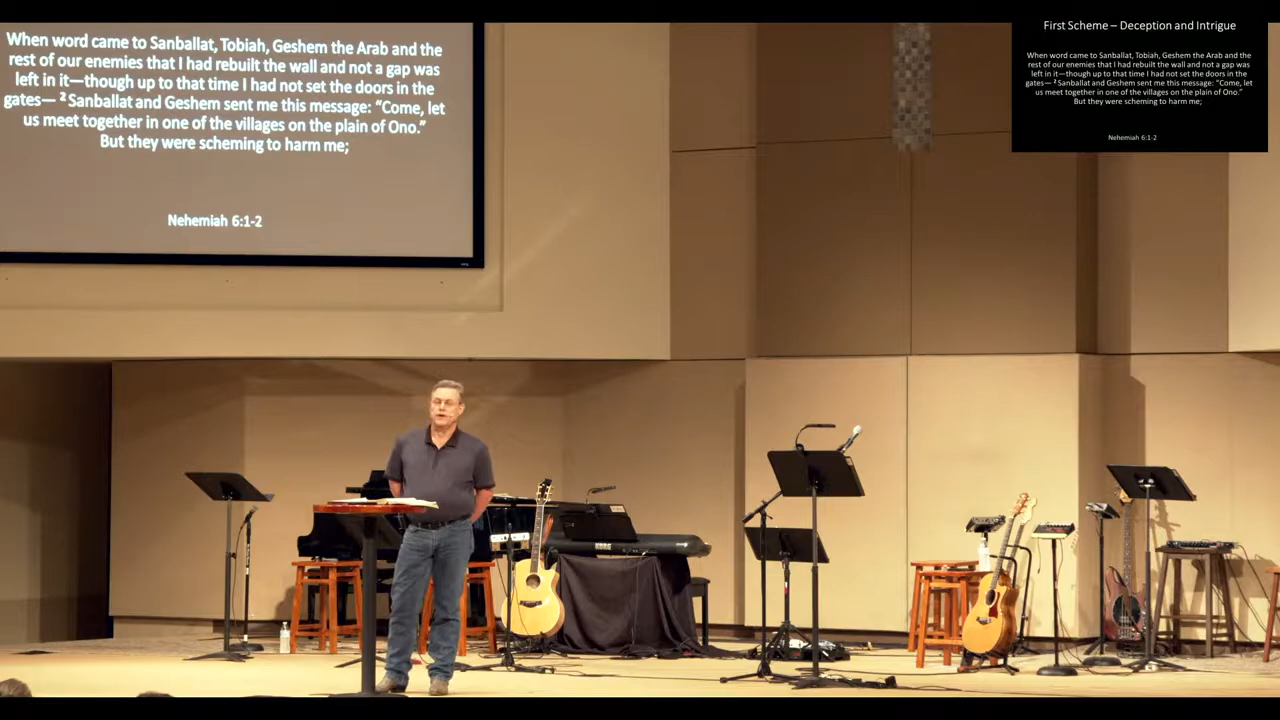 When word came to Sanballat, Tobiah, Geshem the Arab and the
rest of our enemies that I had rebuilt the wall and not a gap was
left in it—though up to that time I had not set the doors in the
gates— ² Sanballat and Geshem sent me this message: “Come, let
us meet together in one of the villages on the plain of Ono.”
But they were scheming to harm me;
Nehemiah 6:1-2
First Scheme – Deception and Intrigue
When word came to Sanballat, Tobiah, Geshem the Arab and the
rest of our enemies that I had rebuilt the wall and not a gap was
left in it—though up to that time I had not set the doors in the
gates— ² Sanballat and Geshem sent me this message: “Come, let
us meet together in one of the villages on the plain of Ono.”
But they were scheming to harm me;
Nehemiah 6:1-2
KORG